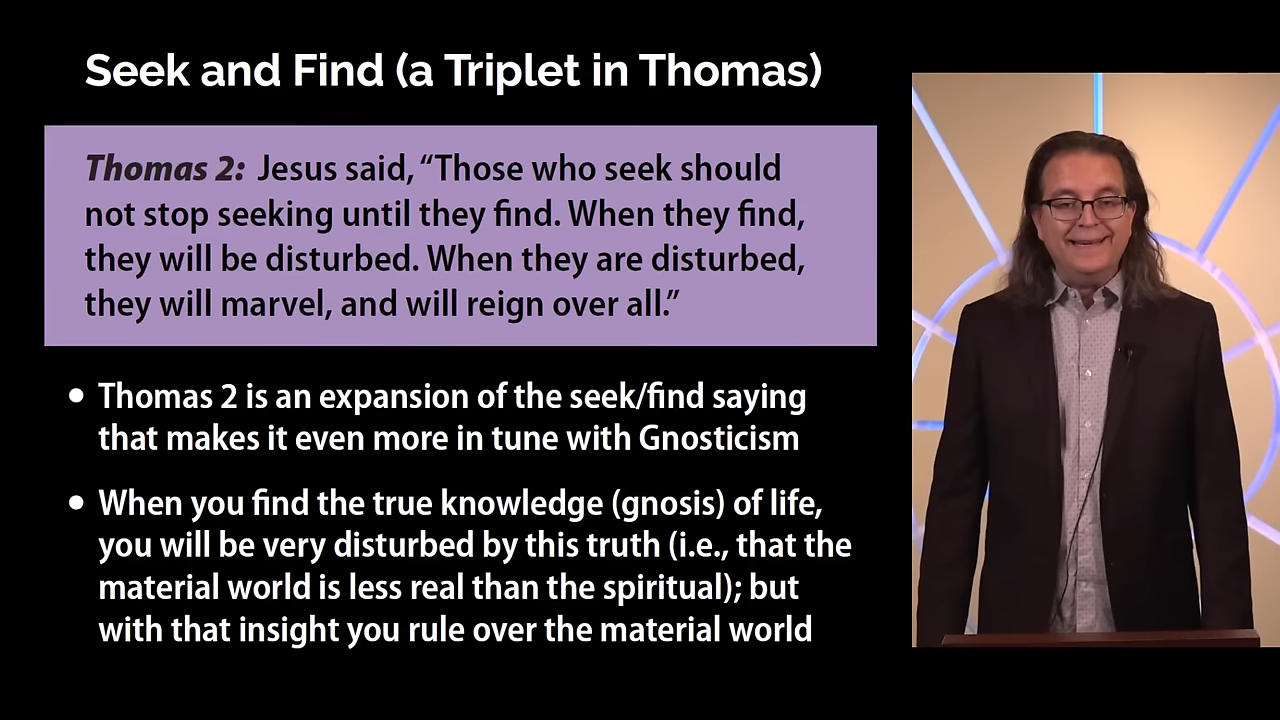 Seek and Find (a Triplet in Thomas)
Thomas 2: Jesus said, “Those who seek should
not stop seeking until they find. When they find,
they will be disturbed. When they are disturbed,
they will marvel, and will reign over all.”
• Thomas 2 is an expansion of the seek/find saying
that makes it even more in tune with Gnosticism
• When you find the true knowledge (gnosis) of life,
you will be very disturbed by this truth (i.e., that the
material world is less real than the spiritual); but
with that insight you rule over the material world